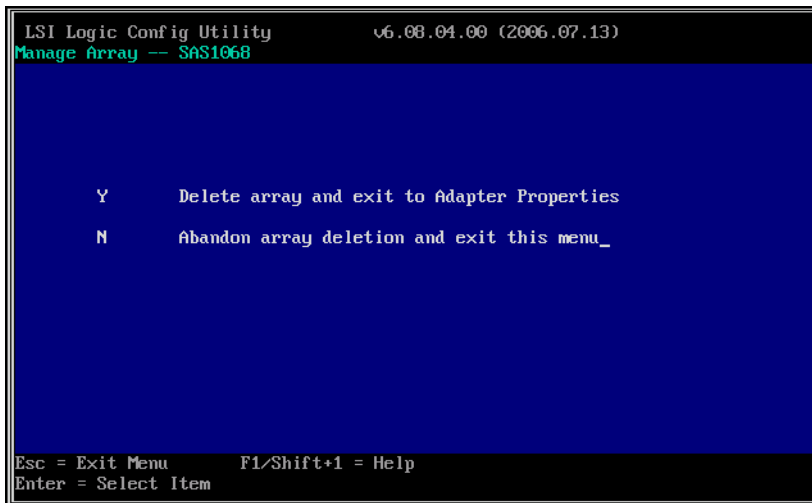 LSI Logic Config Utility v6.08.04.00 (2006.07.13)
Manage Array -- SAS1068
Y Delete array and exit to Adapter Properties
N Abandon array deletion and exit this menu_
Esc = Exit Menu F1/Shift+1 = Help
Enter = Select Item